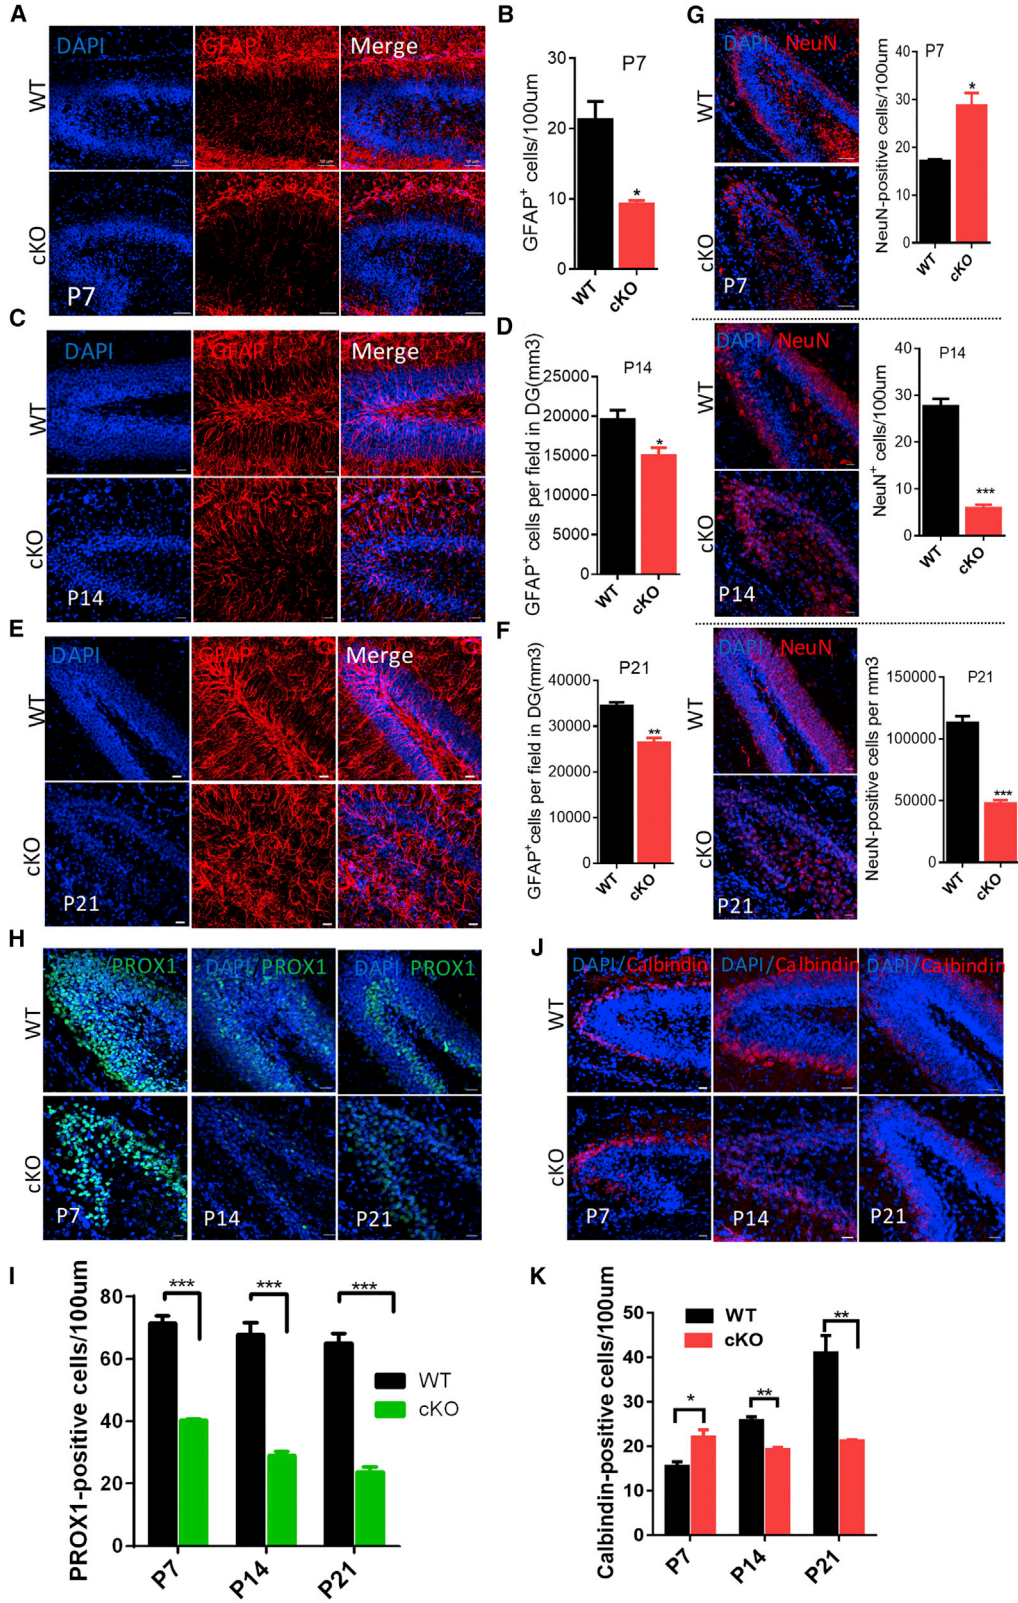 A
DAPI
GFAP
Merge
WT
cKO
P7
B
P7
GFAP+ cells/100um
30
20
10
0
WT
cKO
*
C
DAPI
GFAP
Merge
WT
cKO
P14
D
P14
GFAP+ cells per field in DG(mm3)
25000
20000
15000
10000
5000
0
WT
cKO
*
E
DAPI
GFAP
Merge
WT
cKO
P21
F
P21
GFAP+cells per field in DG(mm3)
40000
30000
20000
10000
0
WT
cKO
**
G
DAPI/NeuN
WT
cKO
P7
P7
NeuN-positive cells/100um
40
30
20
10
0
WT
cKO
*
DAPI/NeuN
WT
cKO
P14
P14
NeuN+ cells/100um
40
30
20
10
0
WT
cKO
***
DAPI/NeuN
WT
cKO
P21
P21
NeuN-positive cells per mm3
150000
100000
50000
0
WT
cKO
***
H
/PROX1
DAPI/PROX1
DAPI PROX1
WT
cKO
P7
P14
P21
J
DAPI/Calbindin
DAPI/Calbindin
DAPI/Calbindin
WT
cKO
P7
P14
P21
I
PROX1-positive cells/100um
80
60
40
20
0
***
***
***
WT
cKO
P7
P14
P21
K
Calbindin-positive cells/100um
50
40
30
20
10
0
WT
cKO
*
**
**
P7
P14
P21